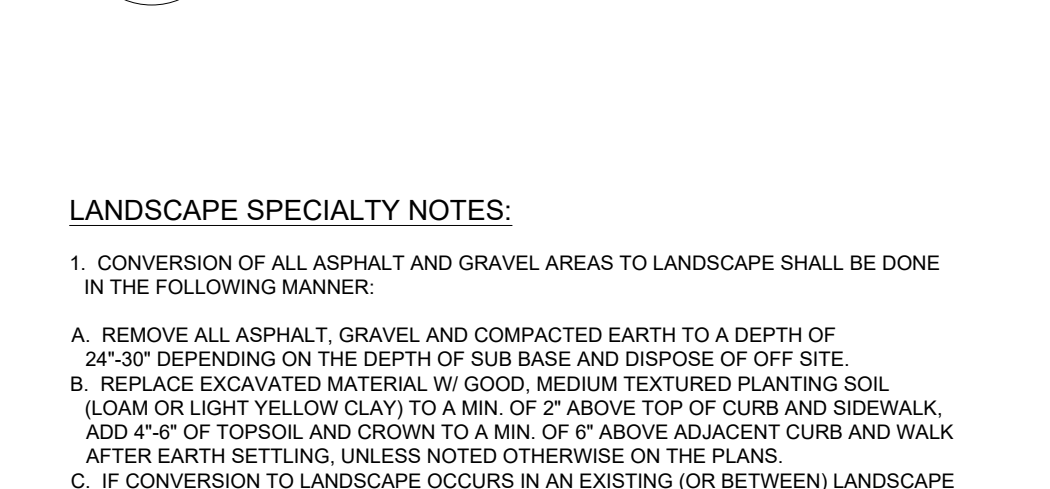 LANDSCAPE SPECIALTY NOTES:
1. CONVERSION OF ALL ASPHALT AND GRAVEL AREAS TO LANDSCAPE SHALL BE DONE
IN THE FOLLOWING MANNER:
A. REMOVE ALL ASPHALT, GRAVEL AND COMPACTED EARTH TO A DEPTH OF
24"-30" DEPENDING ON THE DEPTH OF SUB BASE AND DISPOSE OF OFF SITE.
B. REPLACE EXCAVATED MATERIAL W/ GOOD, MEDIUM TEXTURED PLANTING SOIL
(LOAM OR LIGHT YELLOW CLAY) TO A MIN. OF 2" ABOVE TOP OF CURB AND SIDEWALK,
ADD 4"-6" OF TOPSOIL AND CROWN TO A MIN. OF 6" ABOVE ADJACENT CURB AND WALK
AFTER EARTH SETTLING, UNLESS NOTED OTHERWISE ON THE PLANS.
C. IF CONVERSION TO LANDSCAPE OCCURS IN AN EXISTING (OR BETWEEN) LANDSCAPE